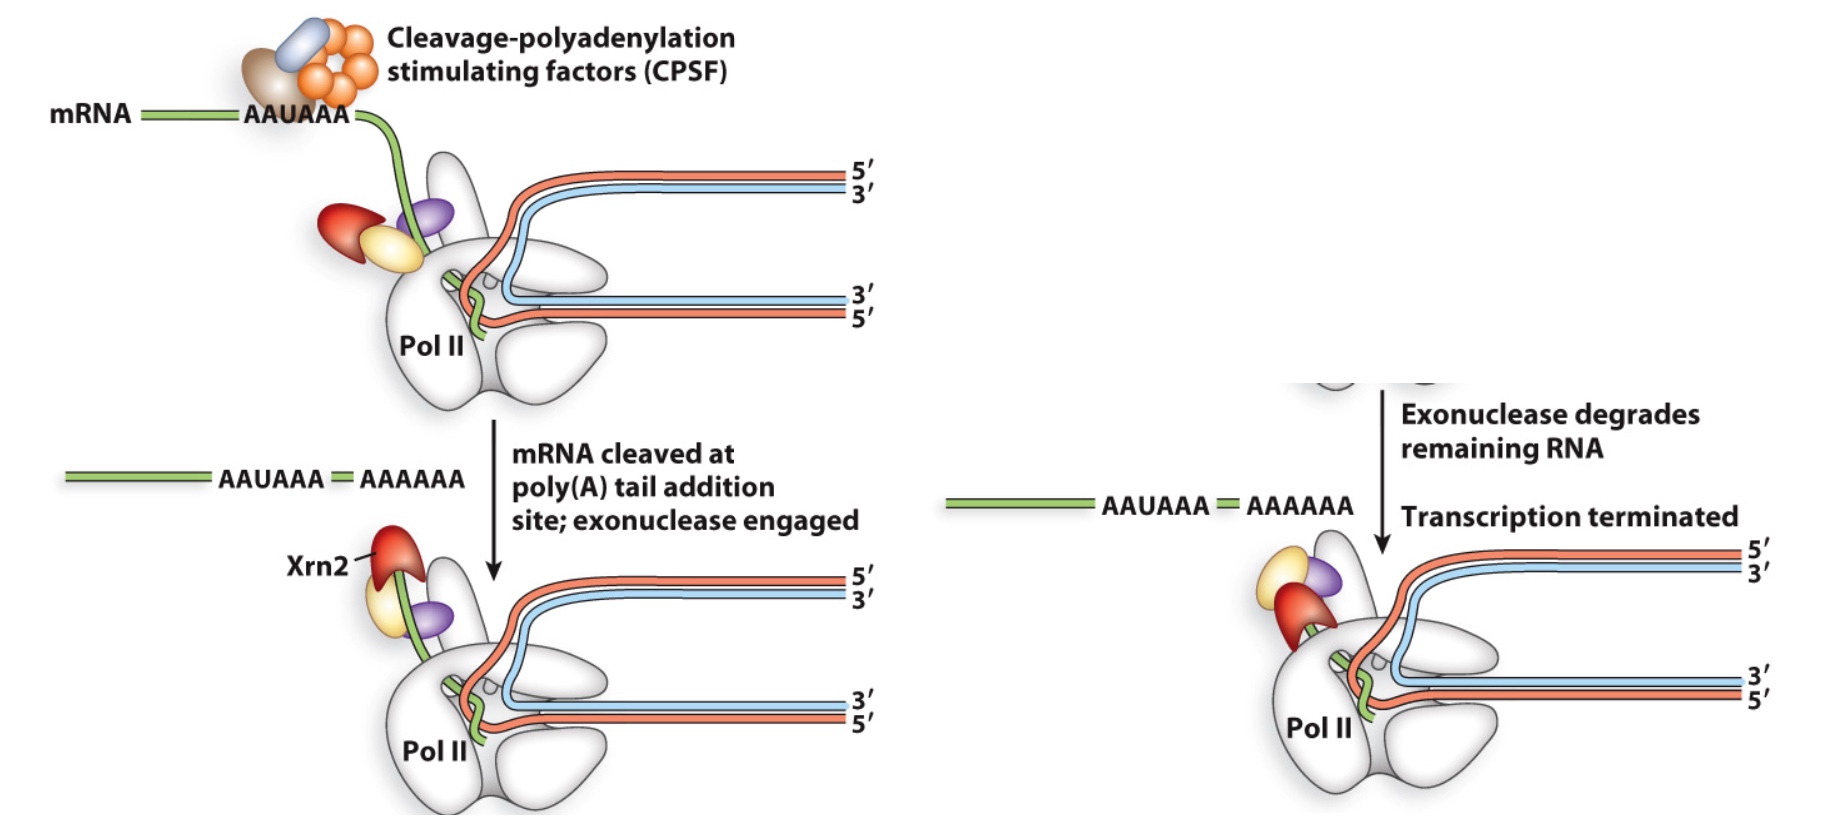 Cleavage-polyadenylation
stimulating factors (CPSF)
mRNA
AAUAAA
5′
3′
3′
5′
Pol II
mRNA cleaved at
poly(A) tail addition
site; exonuclease engaged
AAUAAA AAAAAA
Xrn2
5′
3′
3′
5′
Pol II
Exonuclease degrades
remaining RNA
AAUAAA AAAAAA
Transcription terminated
5′
3′
3′
5′
Pol II